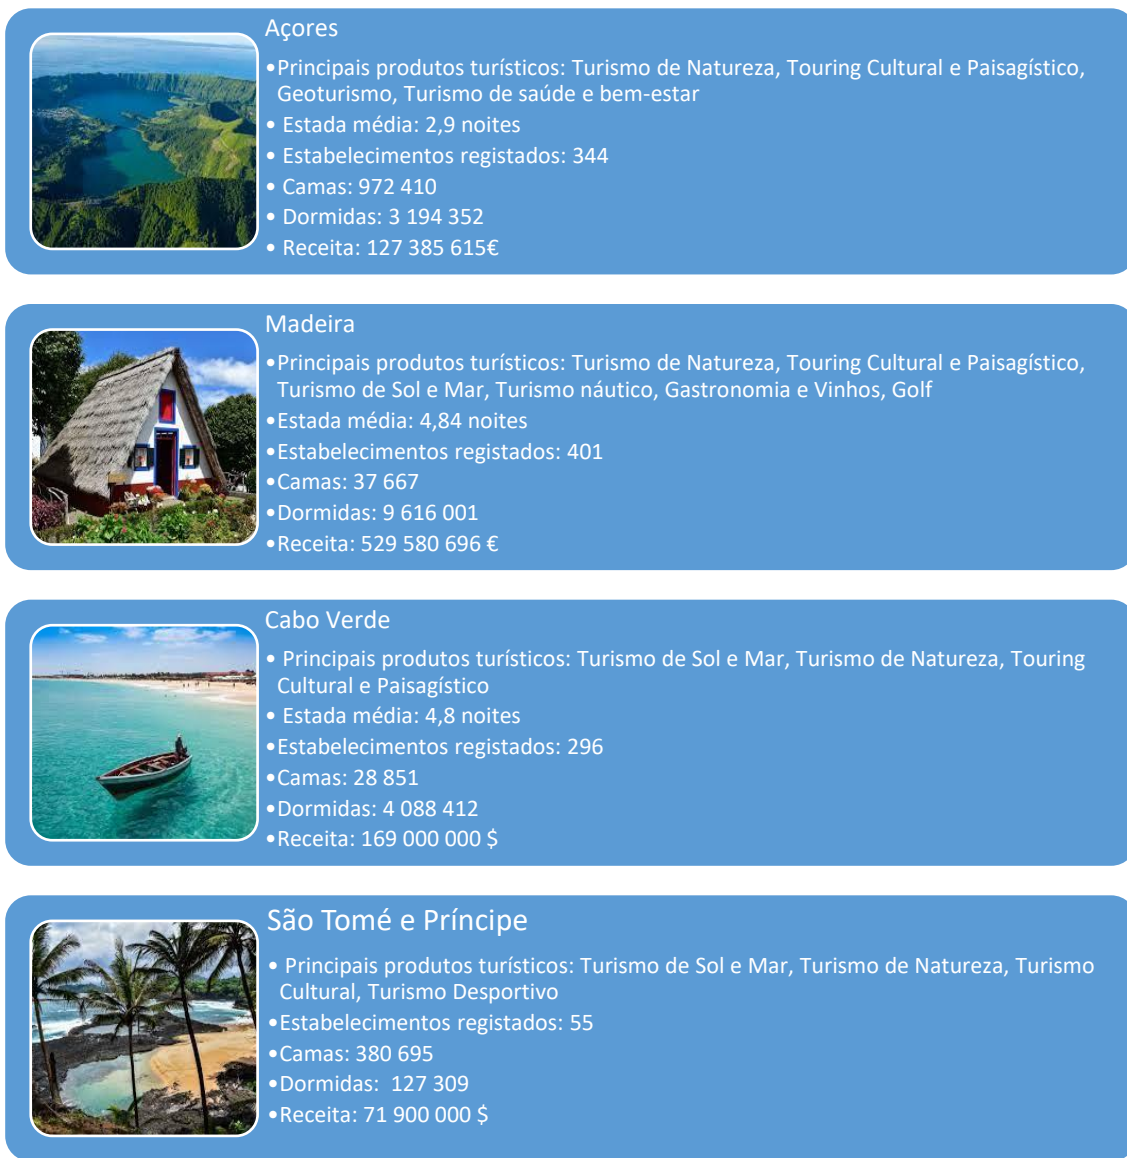 Açores
•Principais produtos turísticos: Turismo de Natureza, Touring Cultural e Paisagístico,
Geoturismo, Turismo de saúde e bem-estar
• Estada média: 2,9 noites
• Estabelecimentos registados: 344
• Camas: 972 410
• Dormidas: 3 194 352
• Receita: 127 385 615€
Madeira
•Principais produtos turísticos: Turismo de Natureza, Touring Cultural e Paisagístico,
Turismo de Sol e Mar, Turismo náutico, Gastronomia e Vinhos, Golf
•Estada média: 4,84 noites
•Estabelecimentos registados: 401
•Camas: 37 667
•Dormidas: 9 616 001
•Receita: 529 580 696 €
Cabo Verde
• Principais produtos turísticos: Turismo de Sol e Mar, Turismo de Natureza, Touring
Cultural e Paisagístico
• Estada média: 4,8 noites
•Estabelecimentos registados: 296
•Camas: 28 851
•Dormidas: 4 088 412
•Receita: 169 000 000 $
São Tomé e Príncipe
• Principais produtos turísticos: Turismo de Sol e Mar, Turismo de Natureza, Turismo
Cultural, Turismo Desportivo
•Estabelecimentos registados: 55
•Camas: 380 695
•Dormidas: 127 309
•Receita: 71 900 000 $